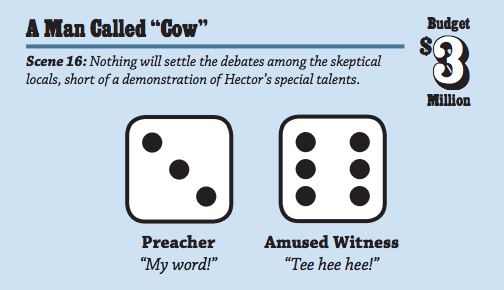 A Man Called “Cow”
Budget
$3
Million
Scene 16: Nothing will settle the debates among the skeptical
locals, short of a demonstration of Hector’s special talents.
Preacher
“My word!”
Amused Witness
“Tee hee hee!”